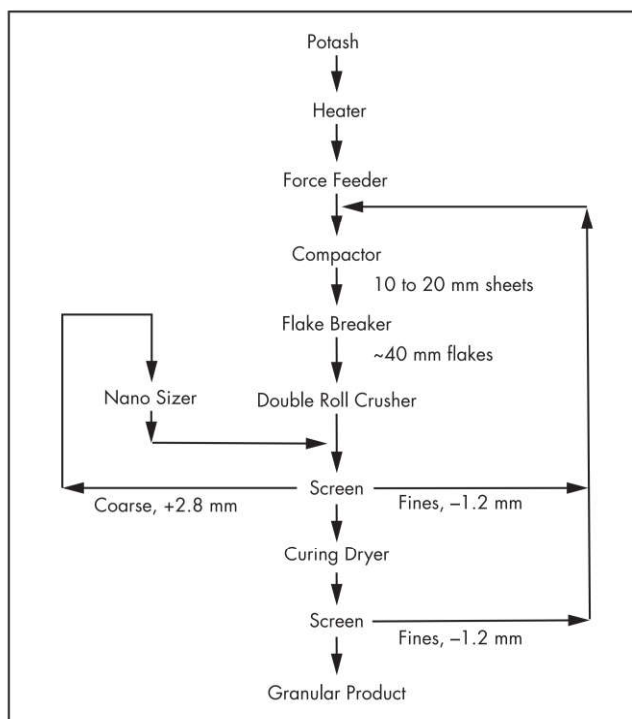 Potash
Heater
Force Feeder
Compactor
10 to 20 mm sheets
Flake Breaker
~40 mm flakes
Nano Sizer
Double Roll Crusher
Screen
Coarse, +2.8 mm
Fines, –1.2 mm
Curing Dryer
Screen
Fines, –1.2 mm
Granular Product